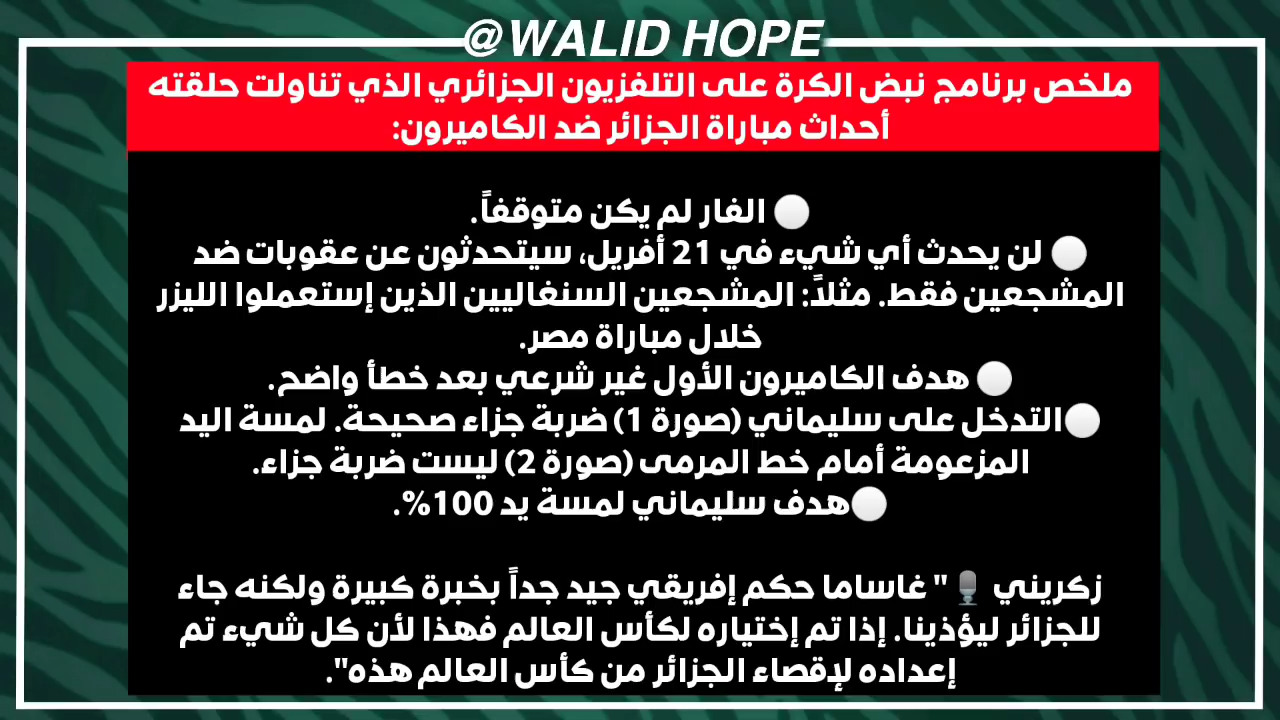 @WALID HOPE
ملخص برنامج نبض الكرة على التلفزيون الجزائري الذي تناولت حلقته
أحداث مباراة الجزائر ضد الكاميرون:
⚪ الفار لم يكن متوقفاً.
⚪ لن يحدث أي شيء في 21 أفريل، سيتحدثون عن عقوبات ضد
المشجعين فقط. مثلاً: المشجعين السنغاليين الذين إستعملوا الليزر
خلال مباراة مصر.
⚪ هدف الكاميرون الأول غير شرعي بعد خطأ واضح.
⚪التدخل على سليماني (صورة 1) ضربة جزاء صحيحة. لمسة اليد
المزعومة أمام خط المرمى (صورة 2) ليست ضربة جزاء.
⚪هدف سليماني لمسة يد 100%.
زكريني 🎙️" غاساما حكم إفريقي جيد جداً بخبرة كبيرة ولكنه جاء
للجزائر ليؤذينا. إذا تم إختياره لكأس العالم فهذا لأن كل شيء تم
إعداده لإقصاء الجزائر من كأس العالم هذه".